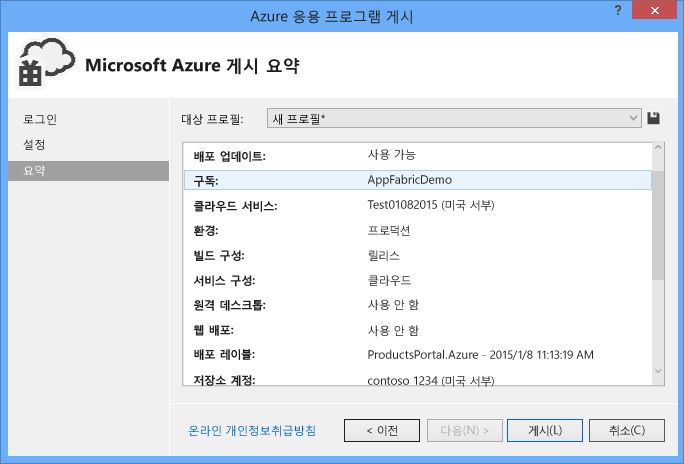 Azure 응용 프로그램 게시
?
Microsoft Azure 게시 요약
로그인
설정
요약
대상 프로필: 새 프로필*
배포 업데이트: 사용 가능
구독: AppFabricDemo
클라우드 서비스: Test01082015 (미국 서부)
환경: 프로덕션
빌드 구성: 릴리스
서비스 구성: 클라우드
원격 데스크톱: 사용 안 함
웹 배포: 사용 안 함
배포 레이블: ProductsPortal.Azure - 2015/1/8 11:13:19 AM
저장소 계정: contoso 1234 (미국 서부)
온라인 개인정보취급방침
< 이전
다음(N) >
게시(L)
취소(C)